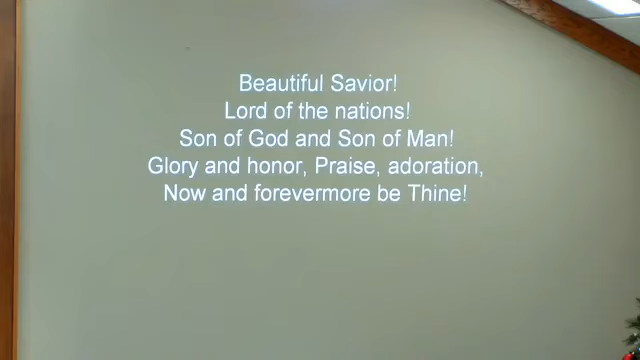 Beautiful Savior!
Lord of the nations!
Son of God and Son of Man!
Glory and honor, Praise, adoration,
Now and forevermore be Thine!